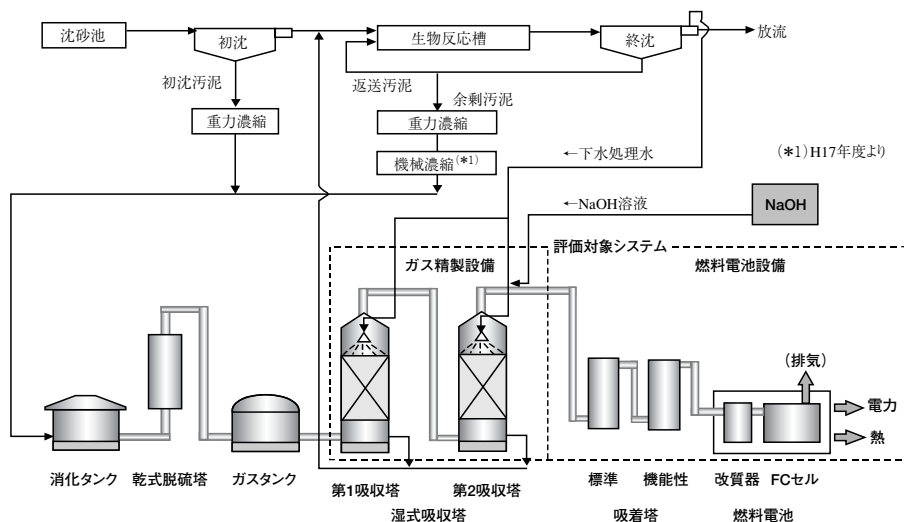 沈砂池
初沈
生物反応槽
終沈
放流
初沈汚泥
返送汚泥
余剰汚泥
重力濃縮
重力濃縮
機械濃縮(*1)
←下水処理水
(*1)H17年度より
←NaOH溶液
NaOH
評価対象システム
ガス精製設備
燃料電池設備
(排気)
電力
熱
消化タンク
乾式脱硫塔
ガスタンク
第1吸収塔
第2吸収塔
湿式吸収塔
標準
機能性
吸着塔
改質器
FCセル
燃料電池